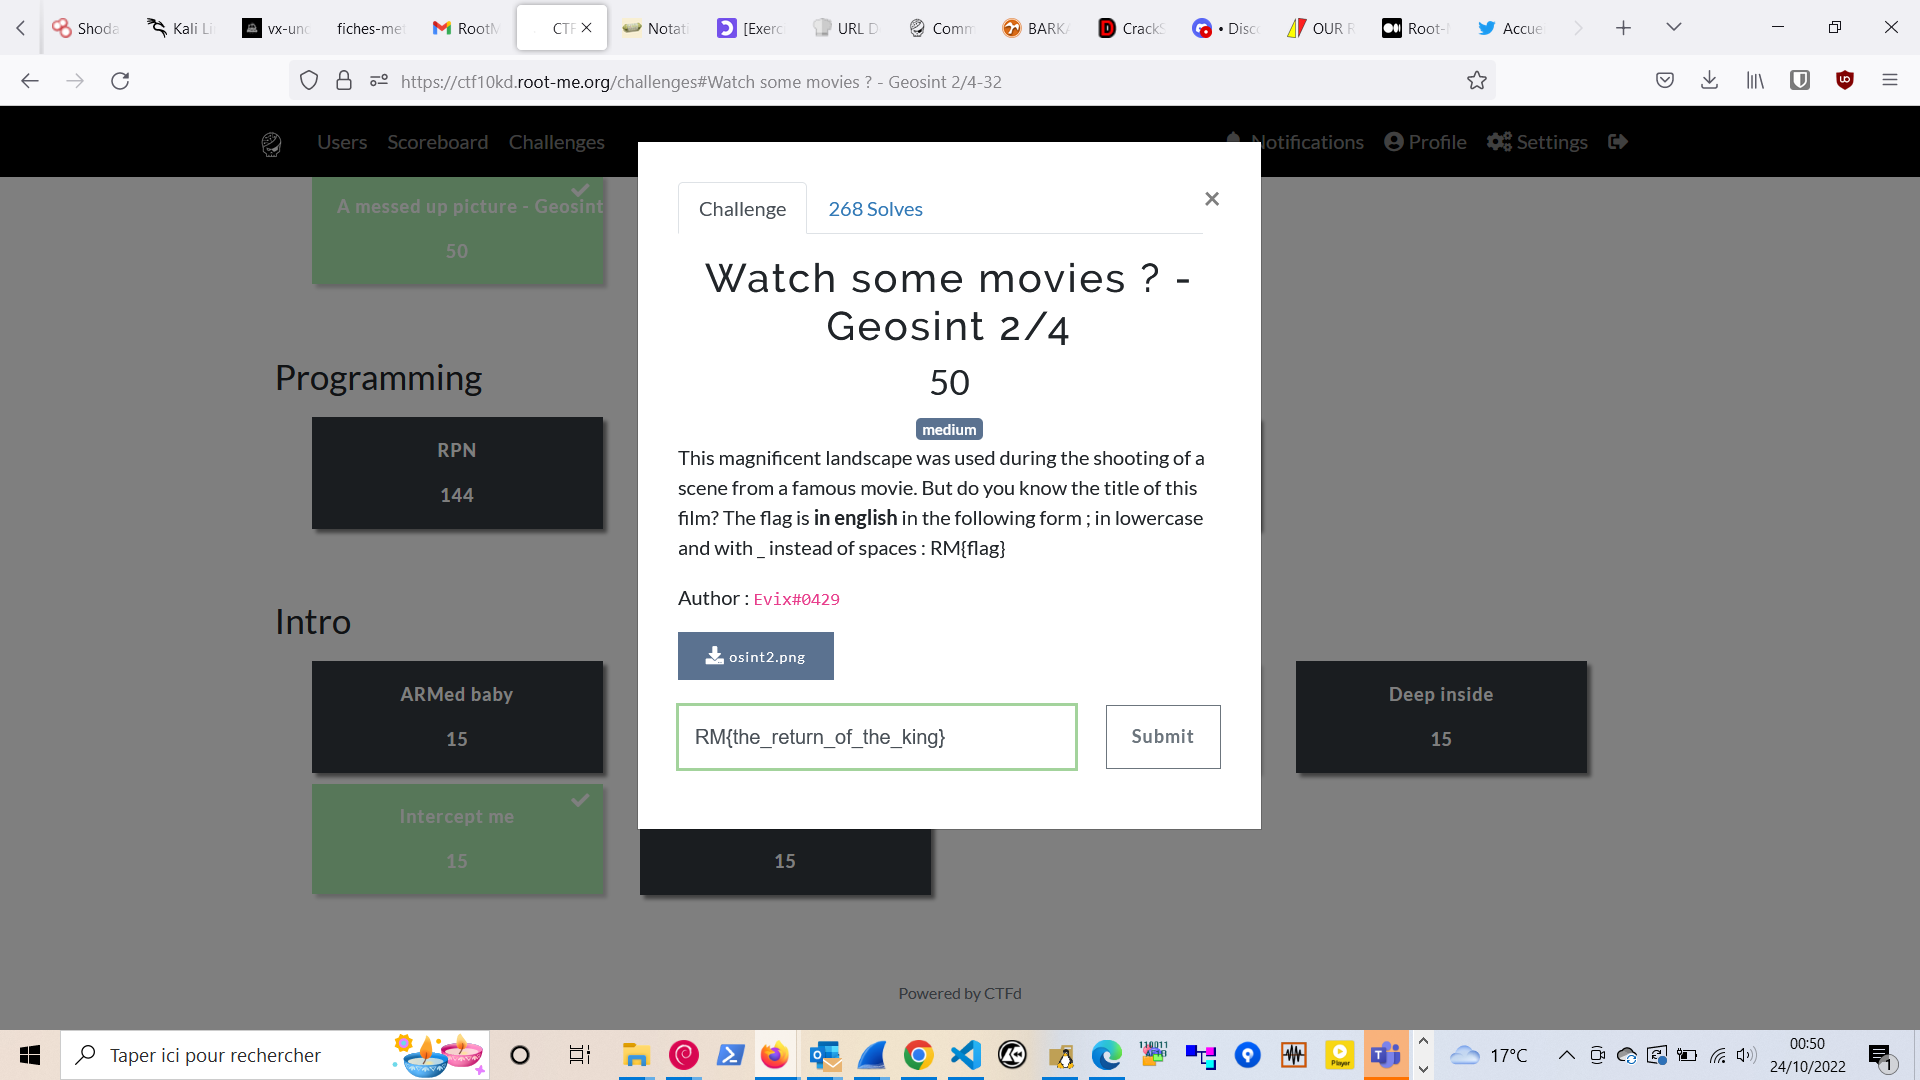 Shoda
Kali Li
vx-unc
fiches-met
RootM
CTF
Notati
[Exerc
URL D
Comm
BARKA
CrackS
• Disc
OUR R
Root-
Accue
https://ctf10kd.root-me.org/challenges#Watch some movies ? - Geosint 2/4-32
Users
Scoreboard
Challenges
Notifications
Profile
Settings
A messed up picture - Geosint
50
Programming
RPN
144
Intro
ARMed baby
15
Intercept me
15
15
Deep inside
15
Challenge
268 Solves
×
Watch some movies ? -
Geosint 2/4
50
medium
This magnificent landscape was used during the shooting of a
scene from a famous movie. But do you know the title of this
film? The flag is in english in the following form ; in lowercase
and with _ instead of spaces : RM{flag}
Author : Evix#0429
osint2.png
RM{the_return_of_the_king}
Submit
Powered by CTFd
Taper ici pour rechercher
17°C
00:50
24/10/2022
1